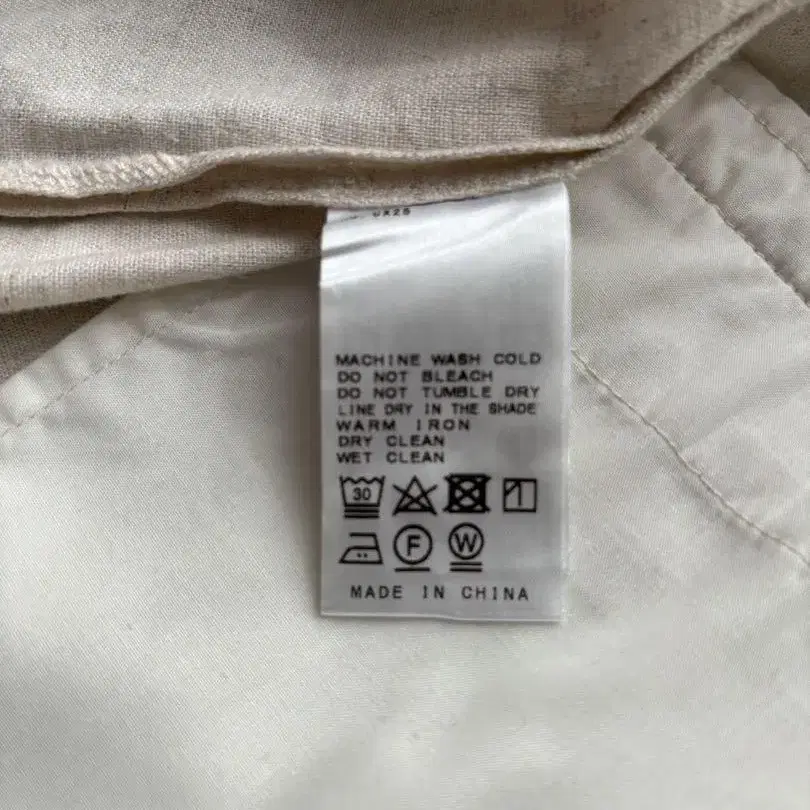 MACHINE WASH COLD
DO NOT BLEACH
DO NOT TUMBLE DRY
LINE DRY IN THE SHADE
WARM IRON
DRY CLEAN
WET CLEAN
30
F W
MADE IN CHINA